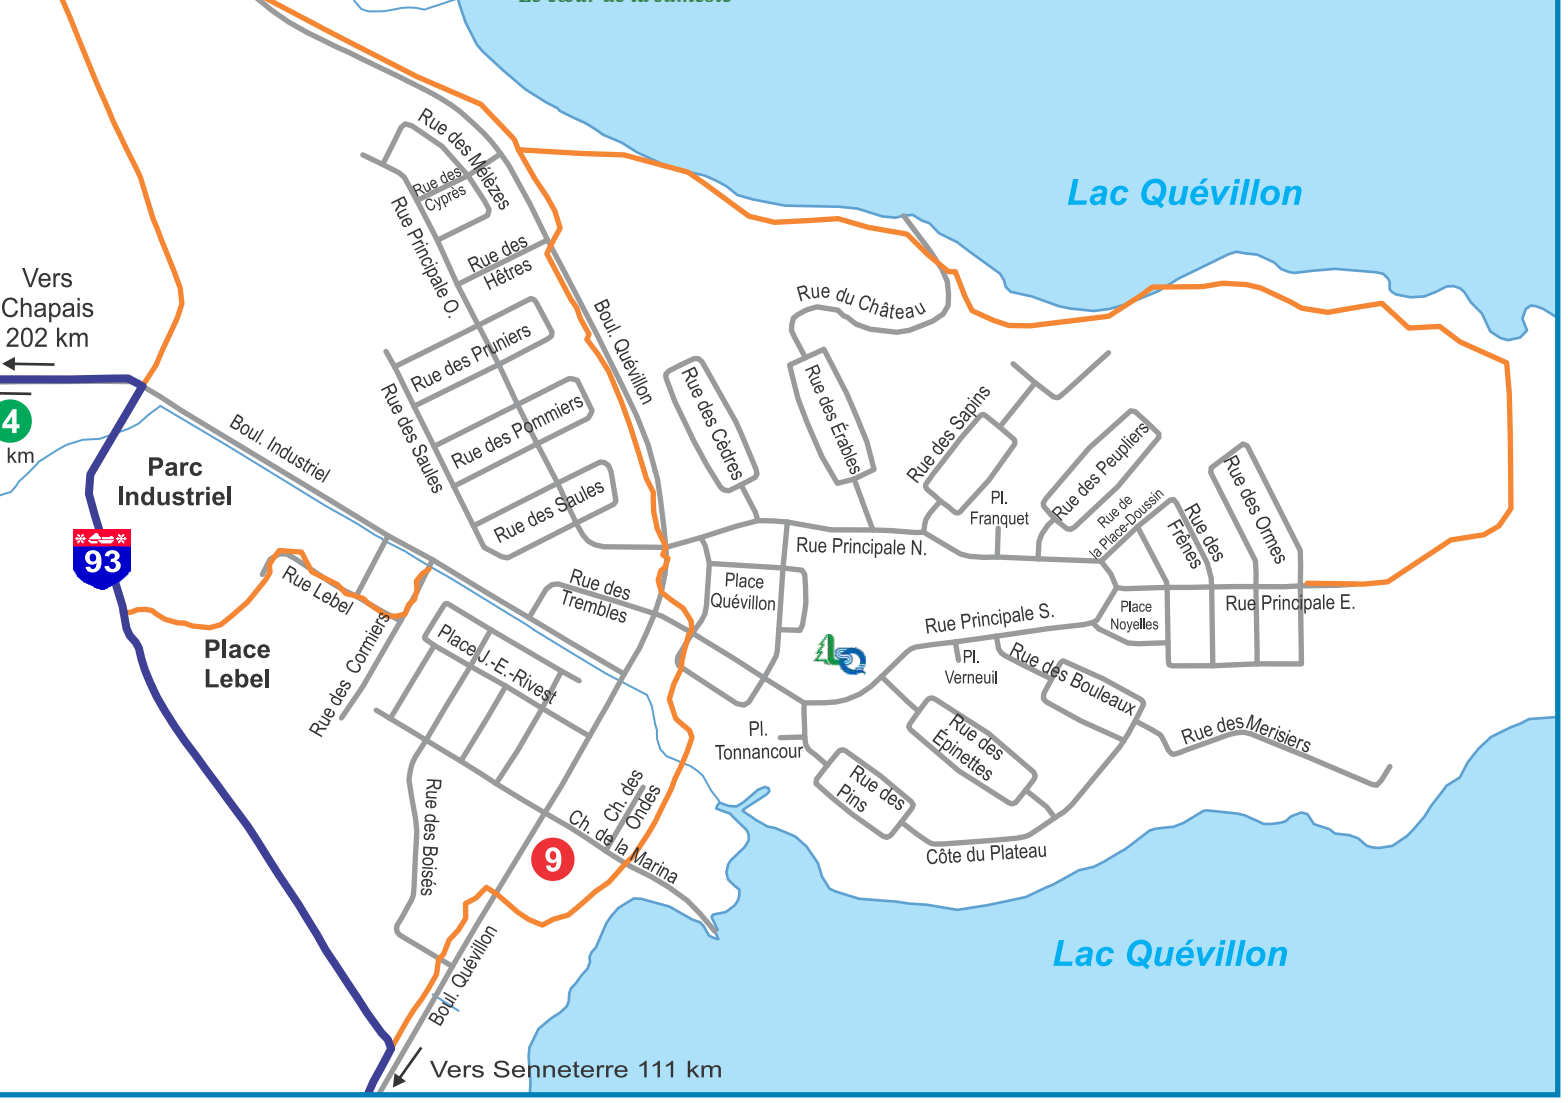 Lac Quévillon
Rue des Mélèzes
Rue des
Cyprès
Rue Principale O.
Rue des
Hêtres
Vers
Chapais
202 km
4
km
Boul. Quévillon
Rue du Château
Rue des Pruniers
Rue des Saules
Rue des Pommiers
Rue des Saules
Rue des Cèdres
Rue des Érables
Rue des Sapins
Rue des Peupliers
Rue des Ormes
Boul. Industriel
Parc
Industriel
93
Pl.
Franquet
Rue de
la Place-Doussin
Rue des
Frênes
Rue Principale N.
Rue Lebel
Rue des
Trembles
Place
Quévillon
Rue Principale E.
Place
Noyelles
Rue Principale S.
Place
Lebel
Rue des Cormiers
Place J.-E.-Rivest
LQ
Pl.
Verneuil
Rue des Bouleaux
Rue des Merisiers
Pl.
Tonnancour
Rue des
Épinettes
Rue des
Pins
Côte du Plateau
Rue des Boisés
Ch. des
Ondes
Ch. de la Marina
9
Boul. Quévillon
Lac Quévillon
Vers Senneterre 111 km